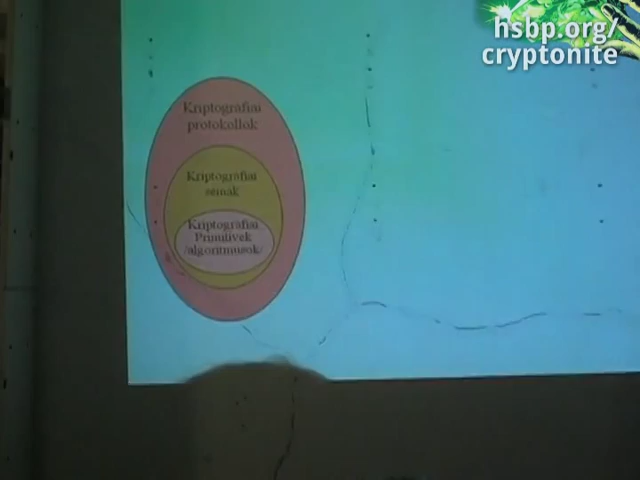 hsbp.org/
cryptonite
Kriptográfiai
protokollok
Kriptográfiai
sémák
Kriptográfiai
Primitívek
/algoritmusok/